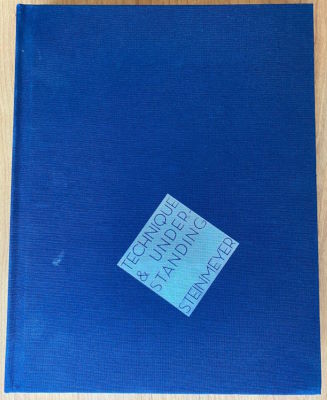 TECHNIQUE
& UNDER-
STANDING
STEINMEYER